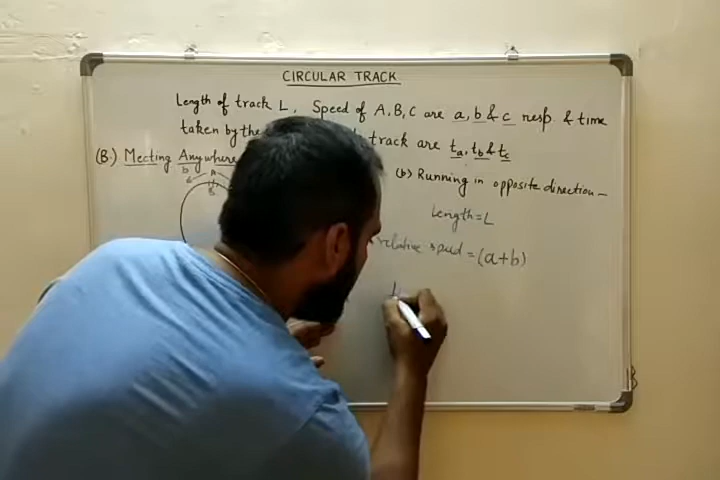 CIRCULAR TRACK
Length of track L, Speed of A, B, C are a, b & c resp. & time
taken by the track are ta, tb & tc
(B.) Meeting Anywhere
(b) Running in opposite direction –
b A
a B
Length = L
relative speed = (a+b)